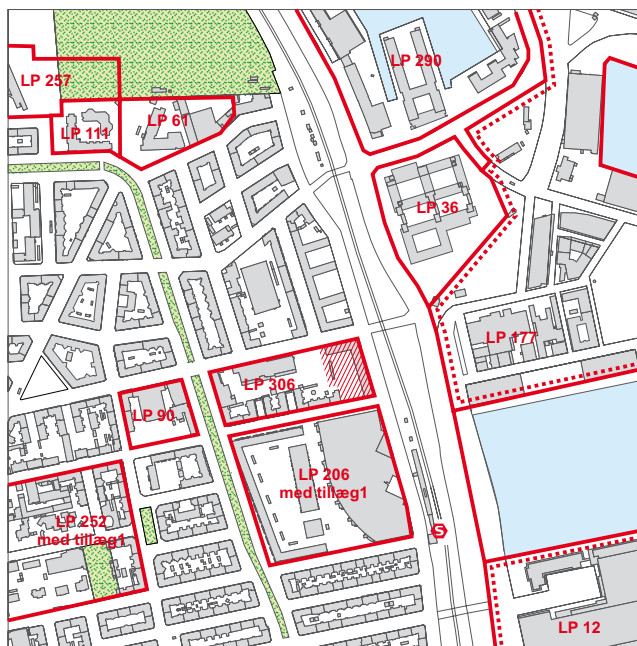 LP 290
LP 257
LP 61
LP 111
LP 36
LP 177
LP 306
LP 90
LP 206
med tillæg1
LP 252
med tillæg1
S
LP 12